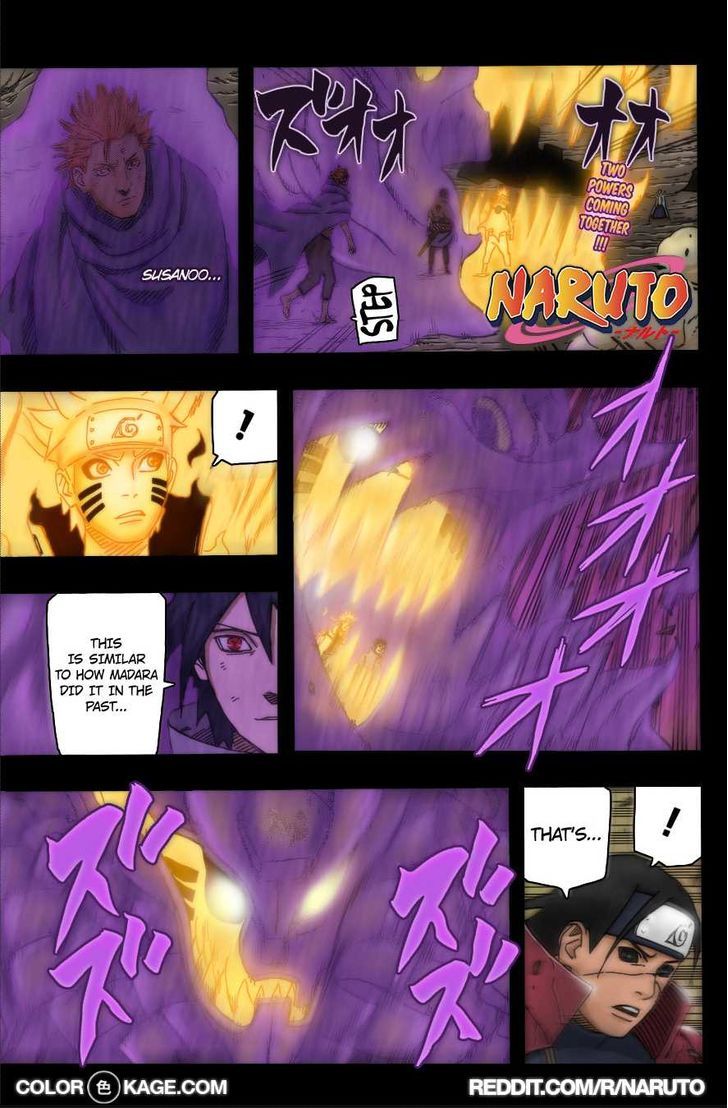 ズオオ
オオ
TWO
POWERS
COMING
TOGETHER
!!!
STEP
NARUTO
-ナルト-
SUSANOO...
オオオオ
!
THIS
IS SIMILAR
TO HOW MADARA
DID IT IN THE
PAST...
!
THAT'S...
ズズ
ズズ
COLOR 色 KAGE.COM
REDDIT.COM/R/NARUTO